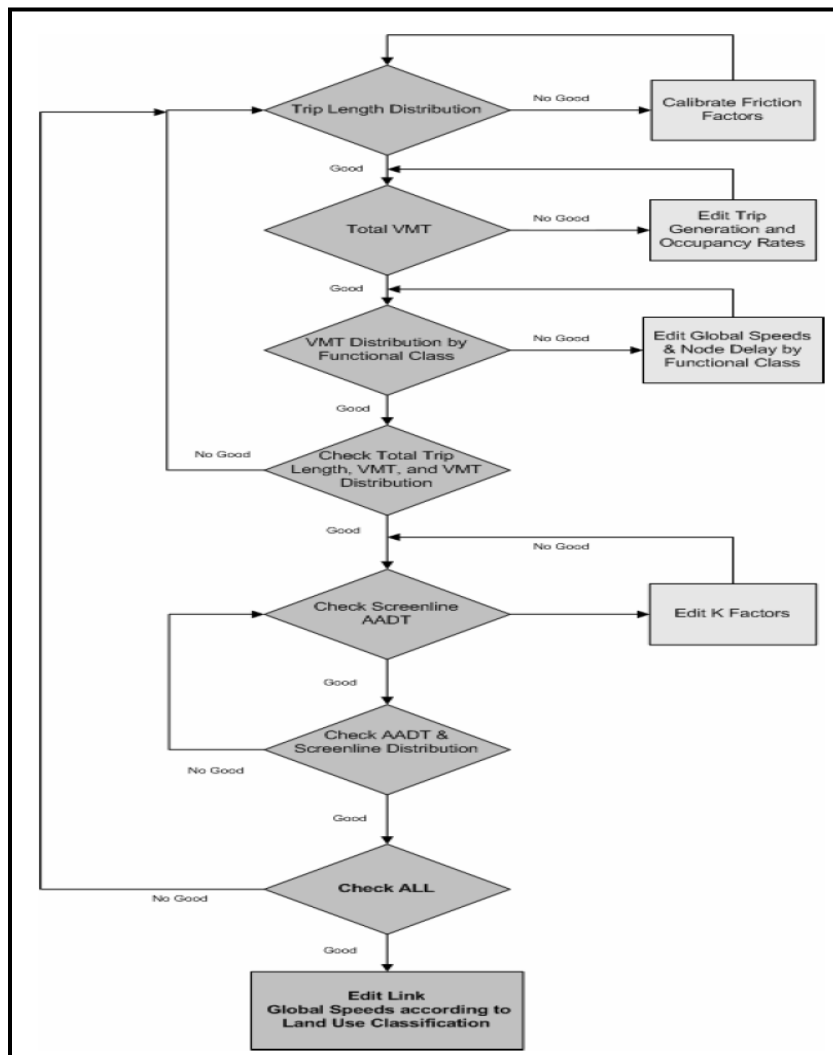 Trip Length Distribution
No Good
Calibrate Friction
Factors
Good
Total VMT
No Good
Edit Trip
Generation and
Occupancy Rates
Good
VMT Distribution by
Functional Class
No Good
Edit Global Speeds
& Node Delay by
Functional Class
Good
No Good
Check Total Trip
Length, VMT, and VMT
Distribution
Good
No Good
Check Screenline
AADT
Edit K Factors
Good
Check AADT &
Screenline Distribution
No Good
Good
Check ALL
No Good
Good
Edit Link
Global Speeds according to
Land Use Classification